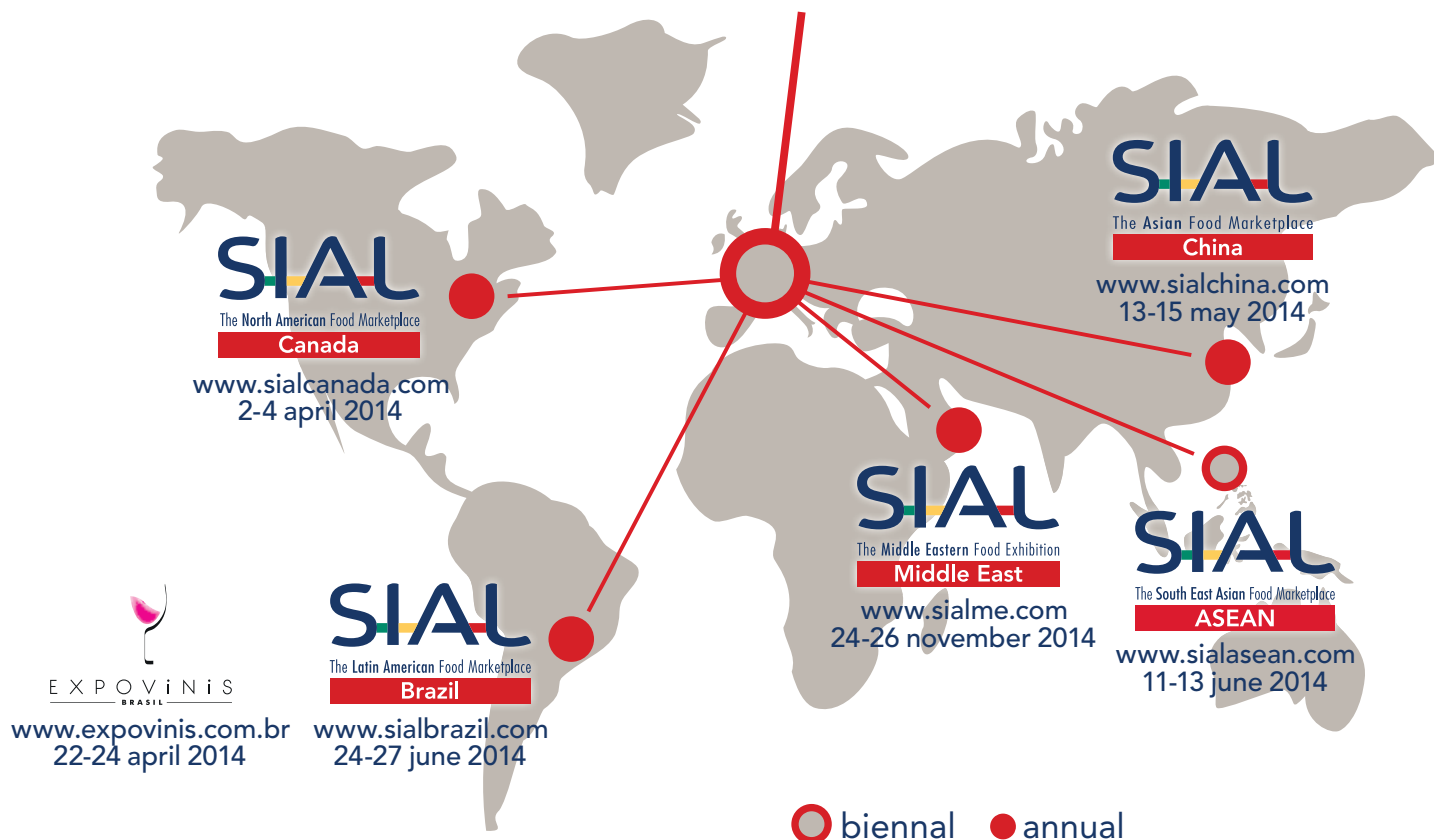 SIAL
The North American Food Marketplace
Canada
www.sialcanada.com
2-4 april 2014
SIAL
The Asian Food Marketplace
China
www.sialchina.com
13-15 may 2014
SIAL
The Middle Eastern Food Exhibition
Middle East
www.sialme.com
24-26 november 2014
SIAL
The South East Asian Food Marketplace
ASEAN
www.sialasean.com
11-13 june 2014
EXPOViNiS
BRASIL
www.expovinis.com.br
22-24 april 2014
SIAL
The Latin American Food Marketplace
Brazil
www.sialbrazil.com
24-27 june 2014
biennal
annual